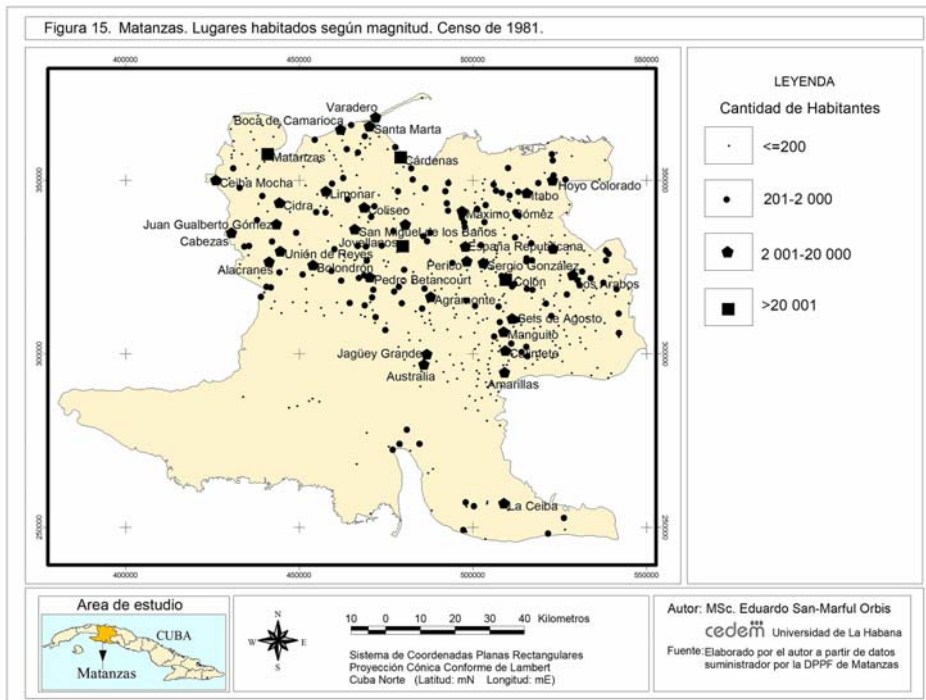 Figura 15. Matanzas. Lugares habitados según magnitud. Censo de 1981.
400000 450000 500000 550000
Varadero
Boca de Camarioca
Santa Marta
Matanzas
Cárdenas
350000
350000
Ceiba Mocha
Hoyo Colorado
Limonar
Itabo
Cidra
Coliseo
Máximo Gómez
Juan Gualberto Gómez
San Miguel de los Baños
Cabezas
Jovellanos
España Republicana
Unión de Reyes
Alacranes
Bolondrón
Perico
Sergio González
Pedro Betancourt
Colón
Los Arabos
Agramonte
Seis de Agosto
Manguito
300000
300000
Jagüey Grande
Calimete
Australia
Amarillas
La Ceiba
250000
250000
400000 450000 500000 550000
LEYENDA
Cantidad de Habitantes
<=200
201-2 000
2 001-20 000
>20 001
Area de estudio
CUBA
Matanzas
N
W E
S
10 0 10 20 30 40 Kilometros
Sistema de Coordenadas Planas Rectangulares
Proyección Cónica Conforme de Lambert
Cuba Norte (Latitud: mN Longitud: mE)
Autor: MSc. Eduardo San-Marful Orbis
cedem Universidad de La Habana
Fuente: Elaborado por el autor a partir de datos
suministrador por la DPPF de Matanzas